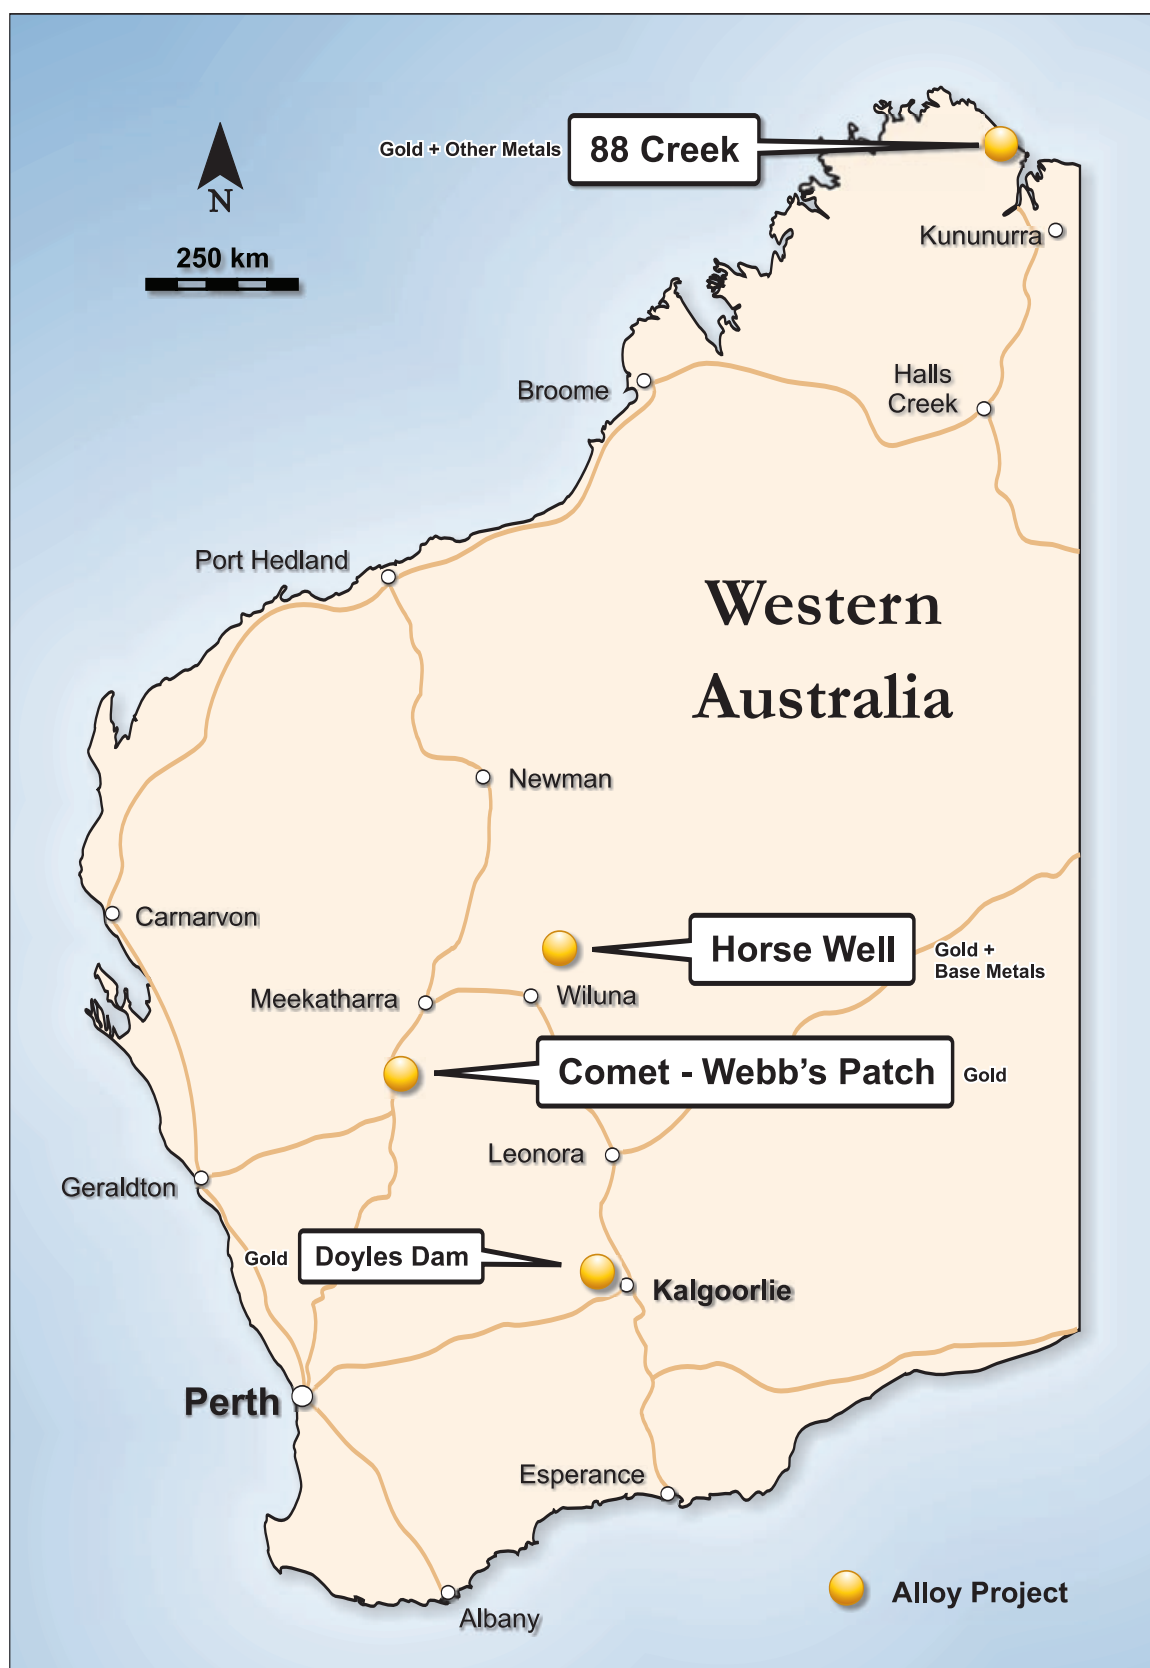 Gold + Other Metals
88 Creek
N
250 km
Kununurra
Broome
Halls
Creek
Port Hedland
Western
Australia
Newman
Carnarvon
Horse Well
Gold +
Base Metals
Meekatharra
Wiluna
Comet - Webb's Patch
Gold
Leonora
Geraldton
Gold
Doyles Dam
Kalgoorlie
Perth
Esperance
Alloy Project
Albany